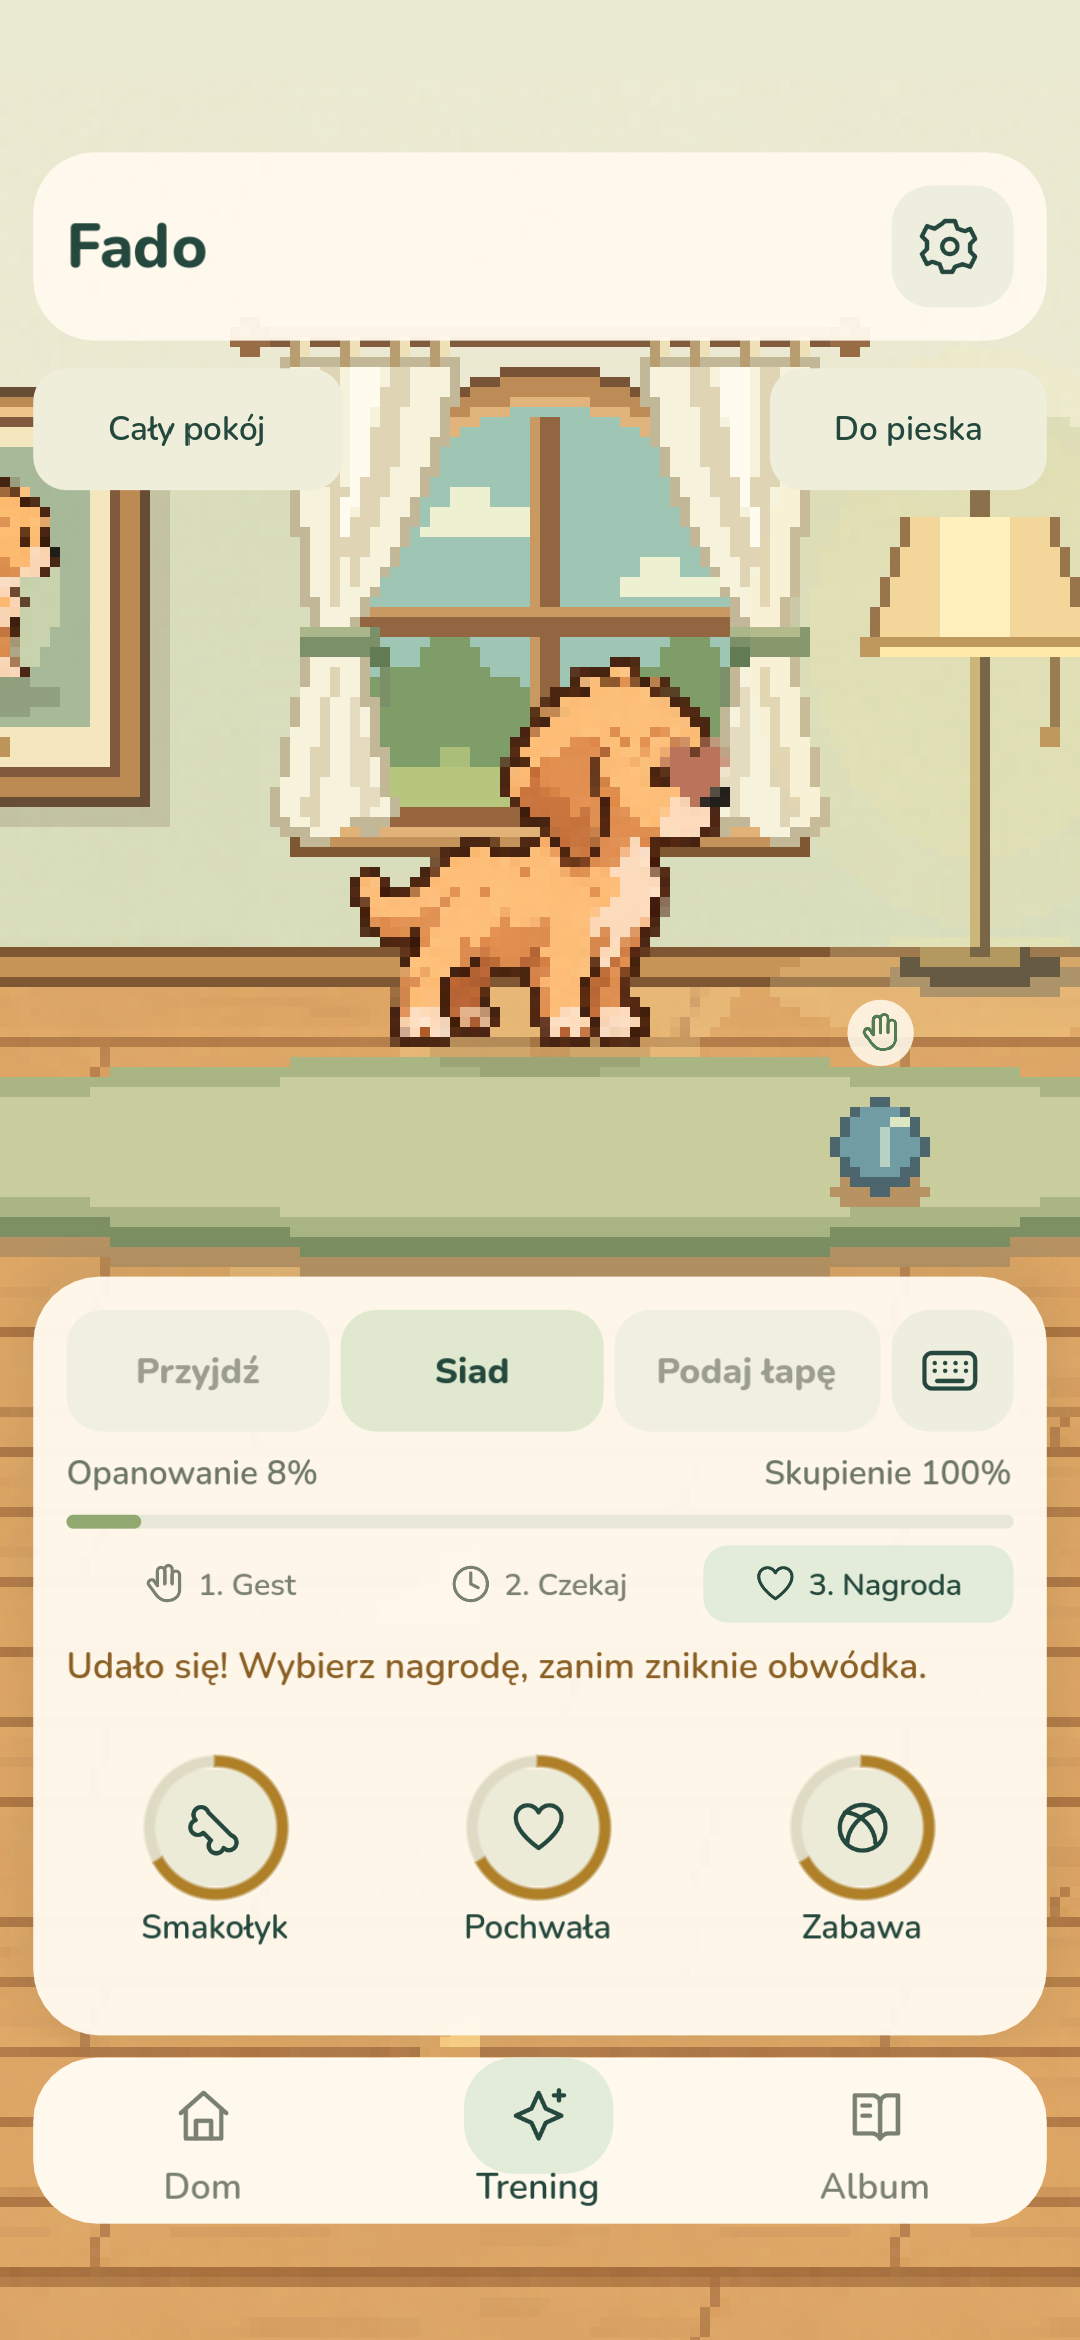 Fado
Cały pokój
Do pieska
Przyjdź
Siad
Podaj łapę
Opanowanie 8%
Skupienie 100%
1. Gest
2. Czekaj
3. Nagroda
Udało się! Wybierz nagrodę, zanim zniknie obwódka.
Smakołyk
Pochwała
Zabawa
Dom
Trening
Album